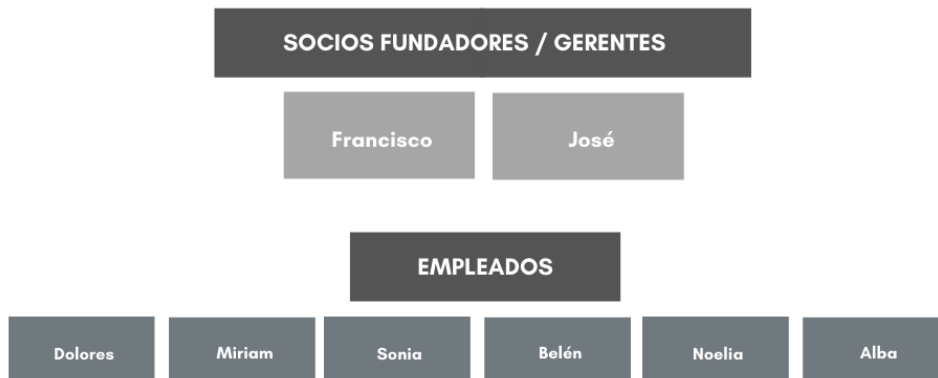 SOCIOS FUNDADORES / GERENTES
Francisco José
EMPLEADOS
Dolores Miriam Sonia Belén Noelia Alba